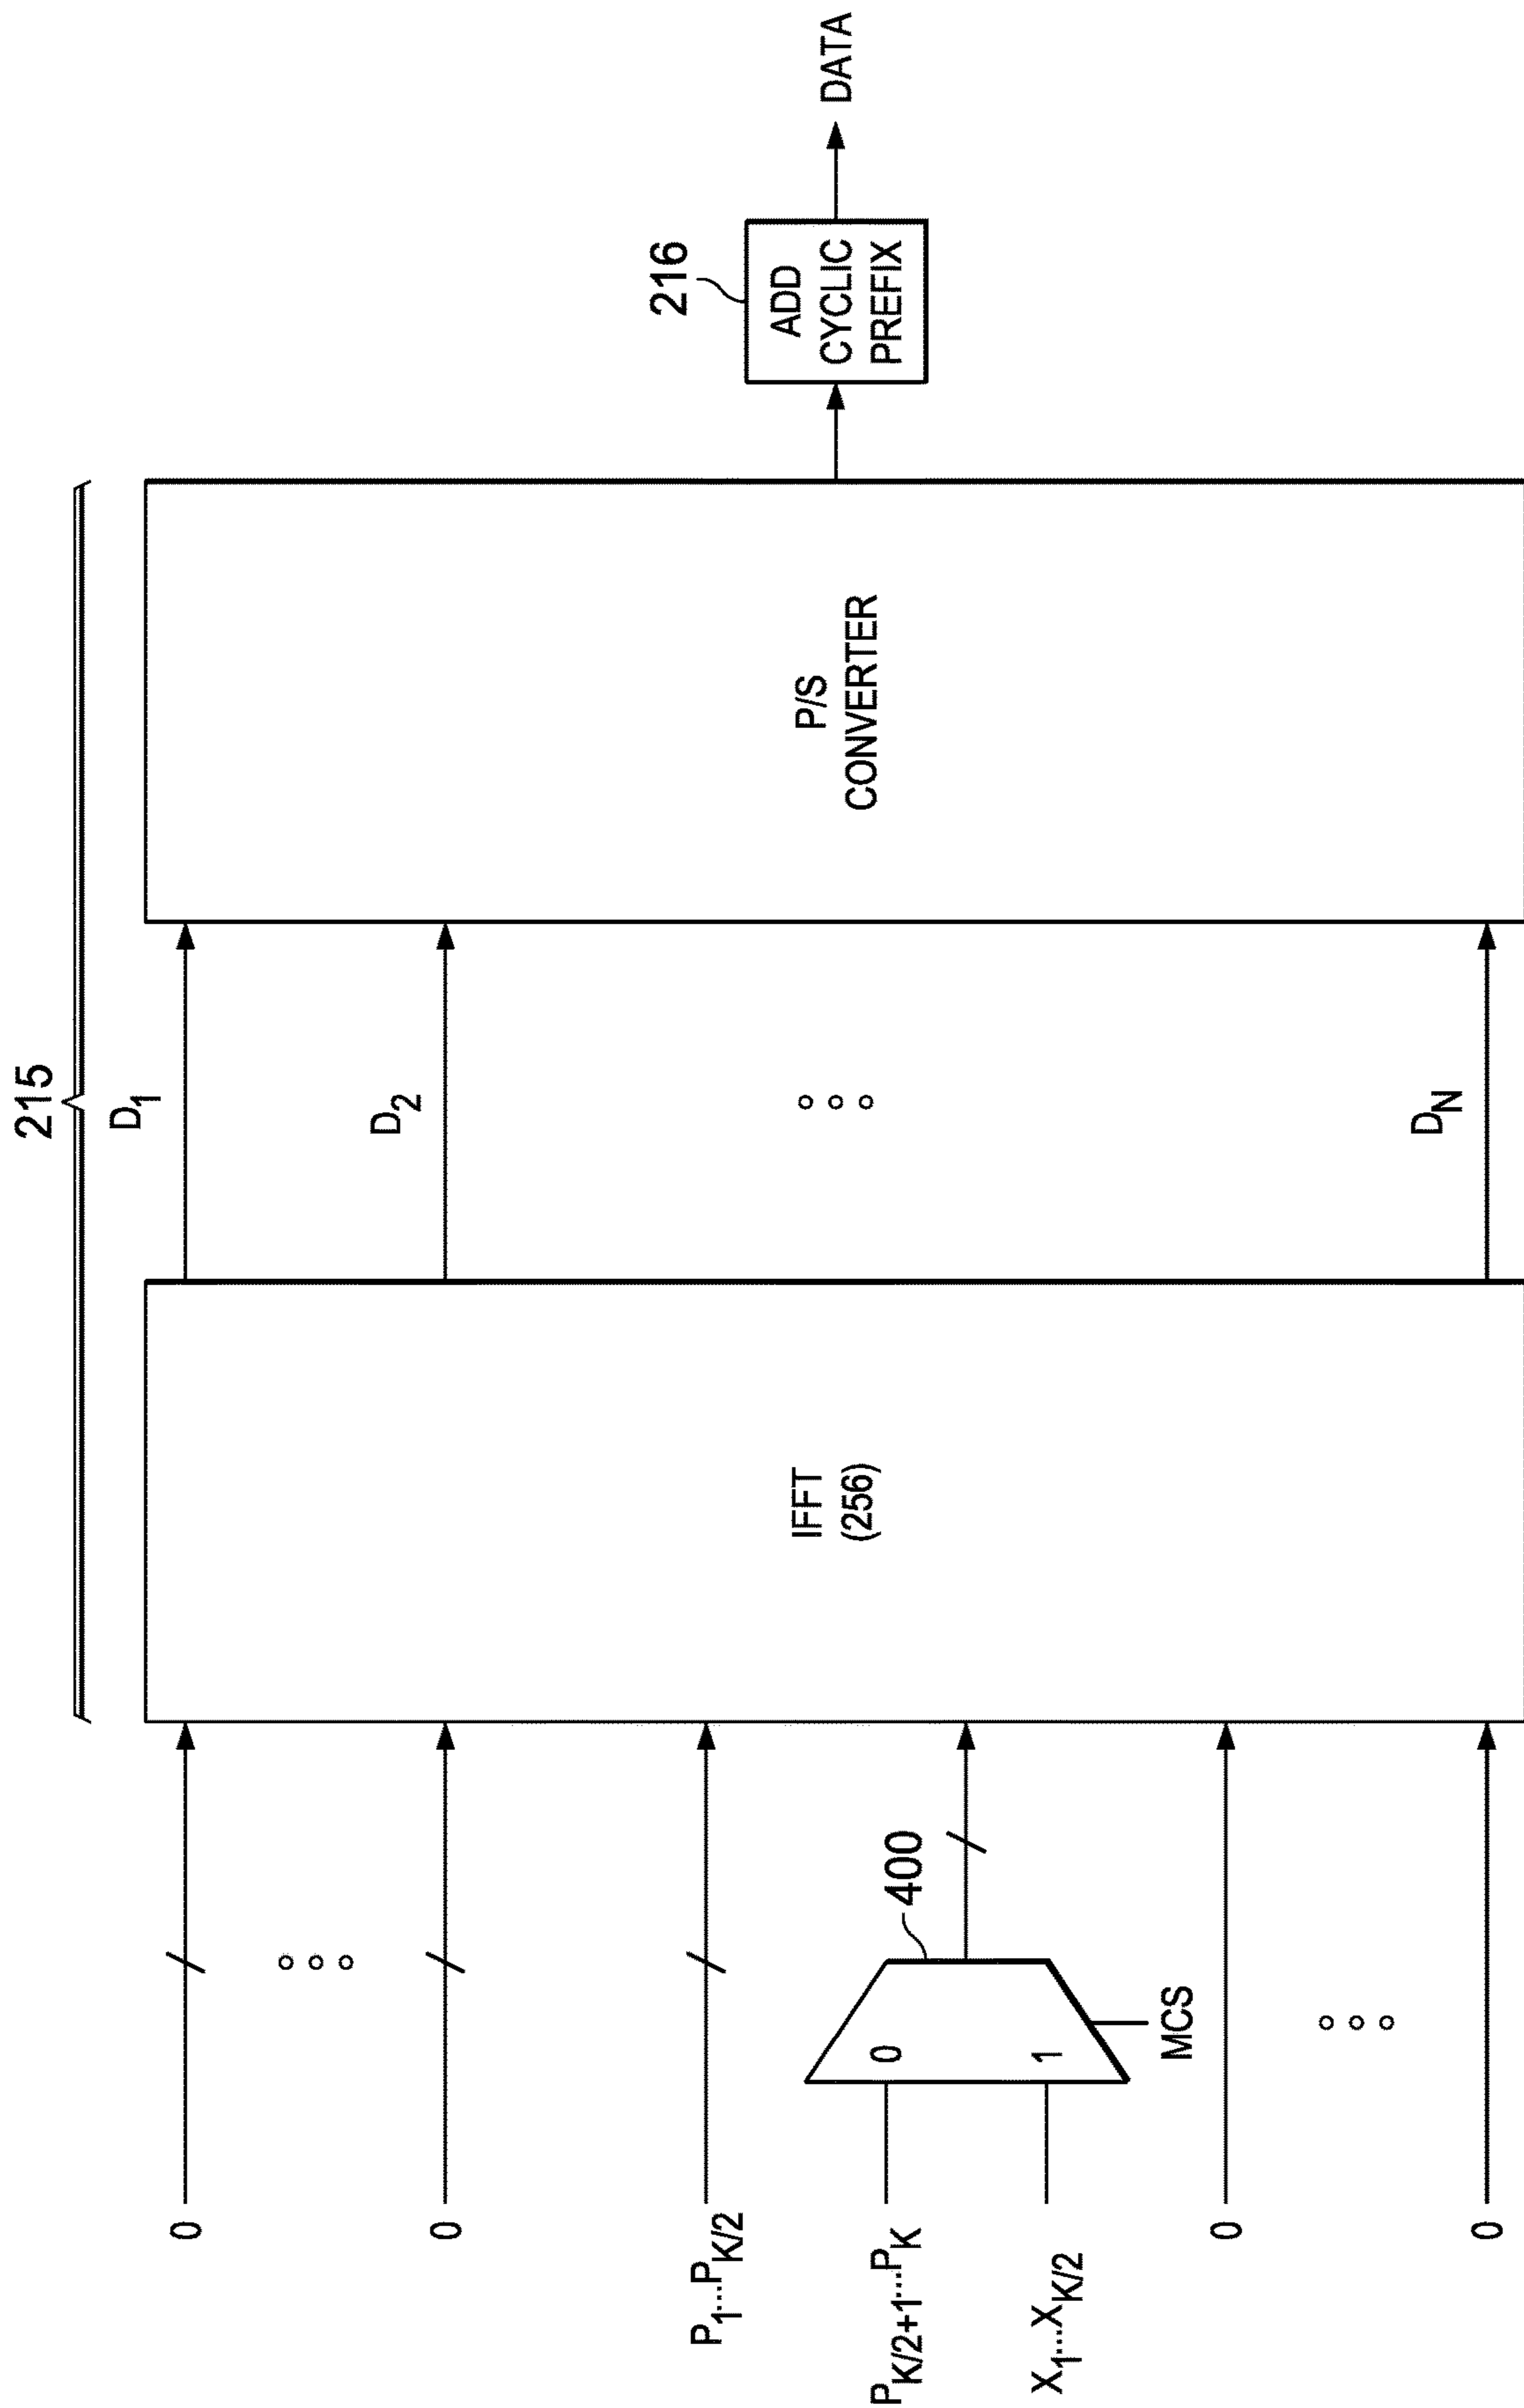 215
0
0
P1...PK/2
PK/2+1...PK
X1...XK/2
0
0
0
1
400
MCS
IFFT
(256)
D1
D2
DN
P/S
CONVERTER
216
ADD
CYCLIC
PREFIX
DATA